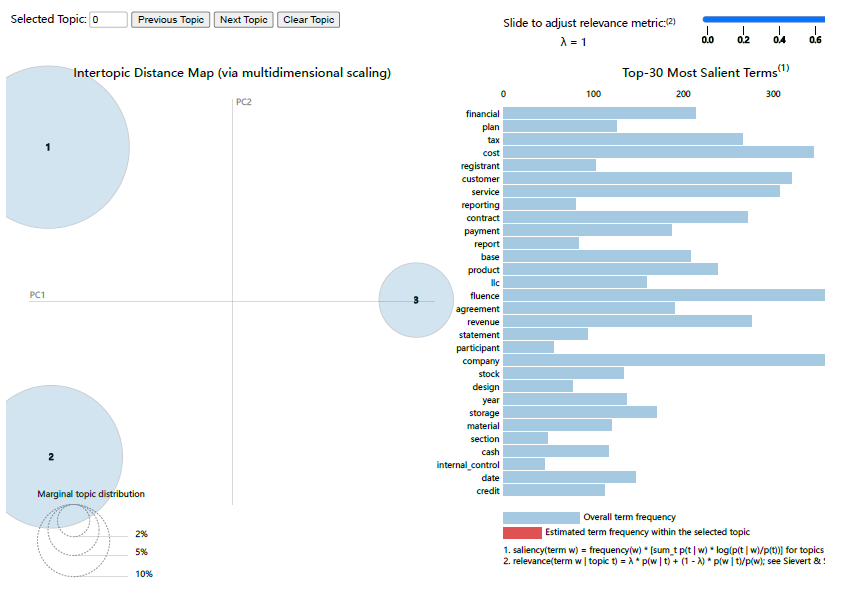 Selected Topic: 0 Previous Topic Next Topic Clear Topic
Slide to adjust relevance metric:(2)
λ = 1
0.0 0.2 0.4 0.6
Intertopic Distance Map (via multidimensional scaling)
PC2
PC1
1
2
3
Marginal topic distribution
2%
5%
10%
Top-30 Most Salient Terms(1)
0 100 200 300
financial
plan
tax
cost
registrant
customer
service
reporting
contract
payment
report
base
product
llc
fluence
agreement
revenue
statement
participant
company
stock
design
year
storage
material
section
cash
internal_control
date
credit
Overall term frequency
Estimated term frequency within the selected topic
1. saliency(term w) = frequency(w) * [sum_t p(t | w) * log(p(t | w)/p(t))] for topics
2. relevance(term w | topic t) = λ * p(w | t) + (1 - λ) * p(w | t)/p(w); see Sievert &